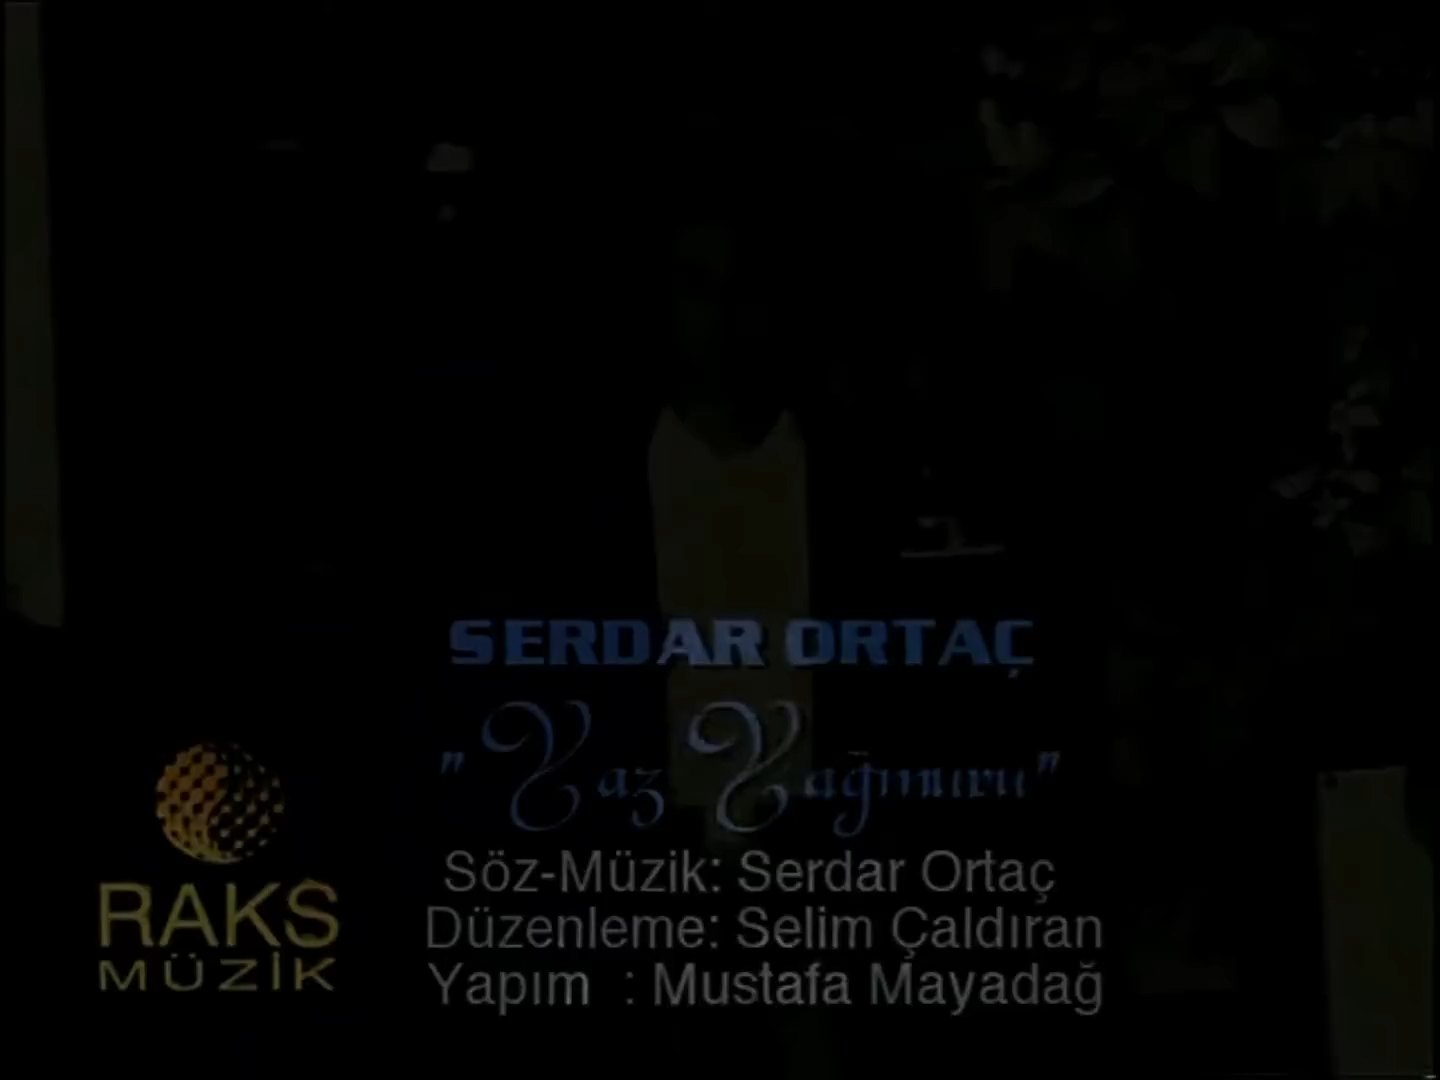 SERDAR ORTAÇ
"Yaz Yağmuru"
Söz-Müzik: Serdar Ortaç
Düzenleme: Selim Çaldıran
Yapım : Mustafa Mayadağ
RAKS
MÜZİK